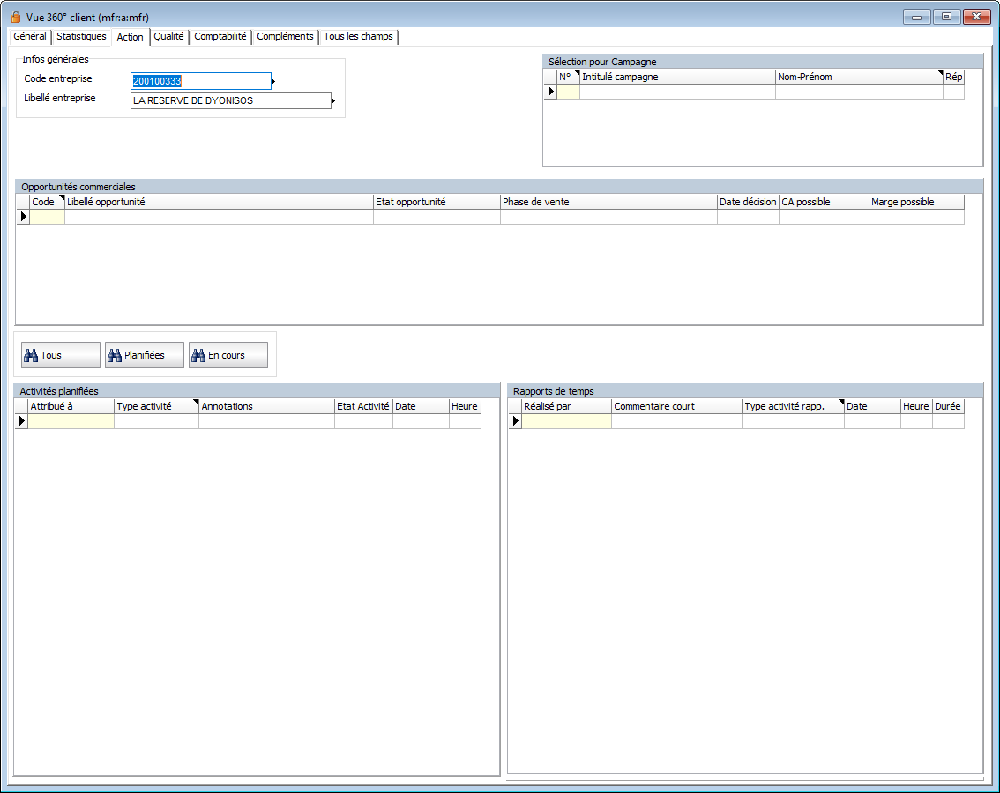 Vue 360° client (mfr:a:mfr)
Général Statistiques Action Qualité Comptabilité Compléments Tous les champs
Infos générales
Code entreprise 200100333
Libellé entreprise LA RESERVE DE DYONISOS
Sélection pour Campagne
N° Intitulé campagne Nom-Prénom Rép
Opportunités commerciales
Code Libellé opportunité Etat opportunité Phase de vente Date décision CA possible Marge possible
Tous Planifiées En cours
Activités planifiées
Attribué à Type activité Annotations Etat Activité Date Heure
Rapports de temps
Réalisé par Commentaire court Type activité rapp. Date Heure Durée